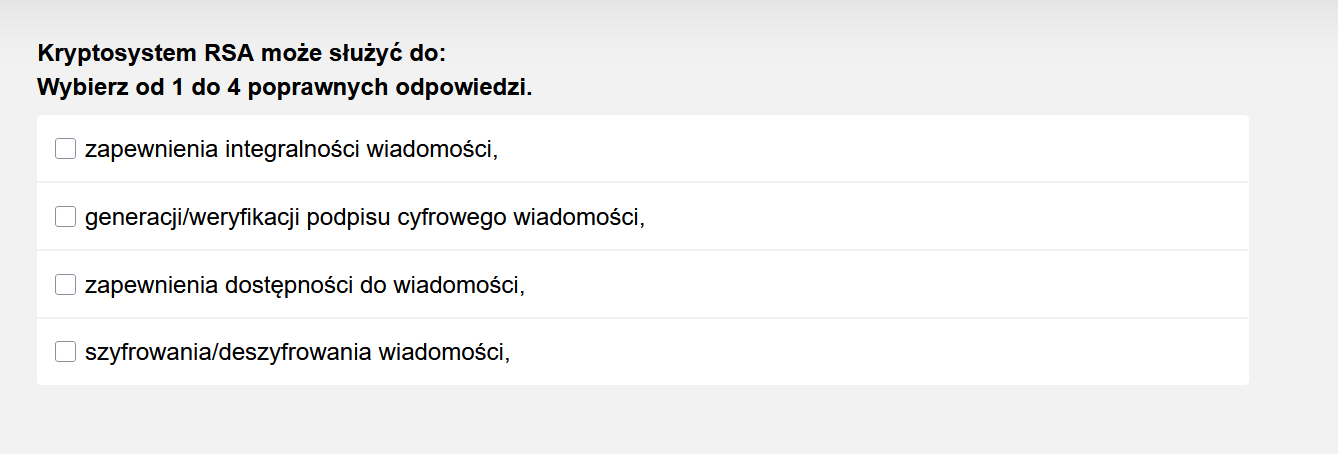 Kryptosystem RSA może służyć do:
Wybierz od 1 do 4 poprawnych odpowiedzi.
zapewnienia integralności wiadomości,
generacji/weryfikacji podpisu cyfrowego wiadomości,
zapewnienia dostępności do wiadomości,
szyfrowania/deszyfrowania wiadomości,